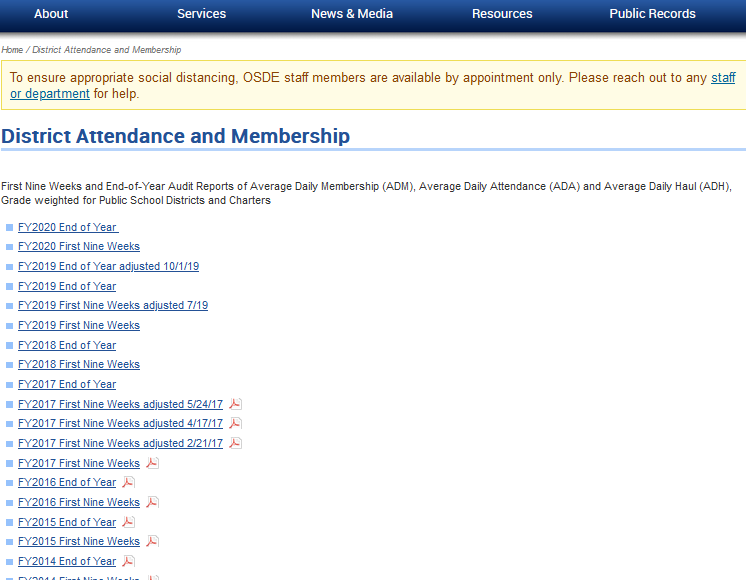 About Services News & Media Resources Public Records
Home / District Attendance and Membership
To ensure appropriate social distancing, OSDE staff members are available by appointment only. Please reach out to any staff
or department for help.
District Attendance and Membership
First Nine Weeks and End-of-Year Audit Reports of Average Daily Membership (ADM), Average Daily Attendance (ADA) and Average Daily Haul (ADH),
Grade weighted for Public School Districts and Charters
FY2020 End of Year
FY2020 First Nine Weeks
FY2019 End of Year adjusted 10/1/19
FY2019 End of Year
FY2019 First Nine Weeks adjusted 7/19
FY2019 First Nine Weeks
FY2018 End of Year
FY2018 First Nine Weeks
FY2017 End of Year
FY2017 First Nine Weeks adjusted 5/24/17
FY2017 First Nine Weeks adjusted 4/17/17
FY2017 First Nine Weeks adjusted 2/21/17
FY2017 First Nine Weeks
FY2016 End of Year
FY2016 First Nine Weeks
FY2015 End of Year
FY2015 First Nine Weeks
FY2014 End of Year
FY2014 First Nine Weeks